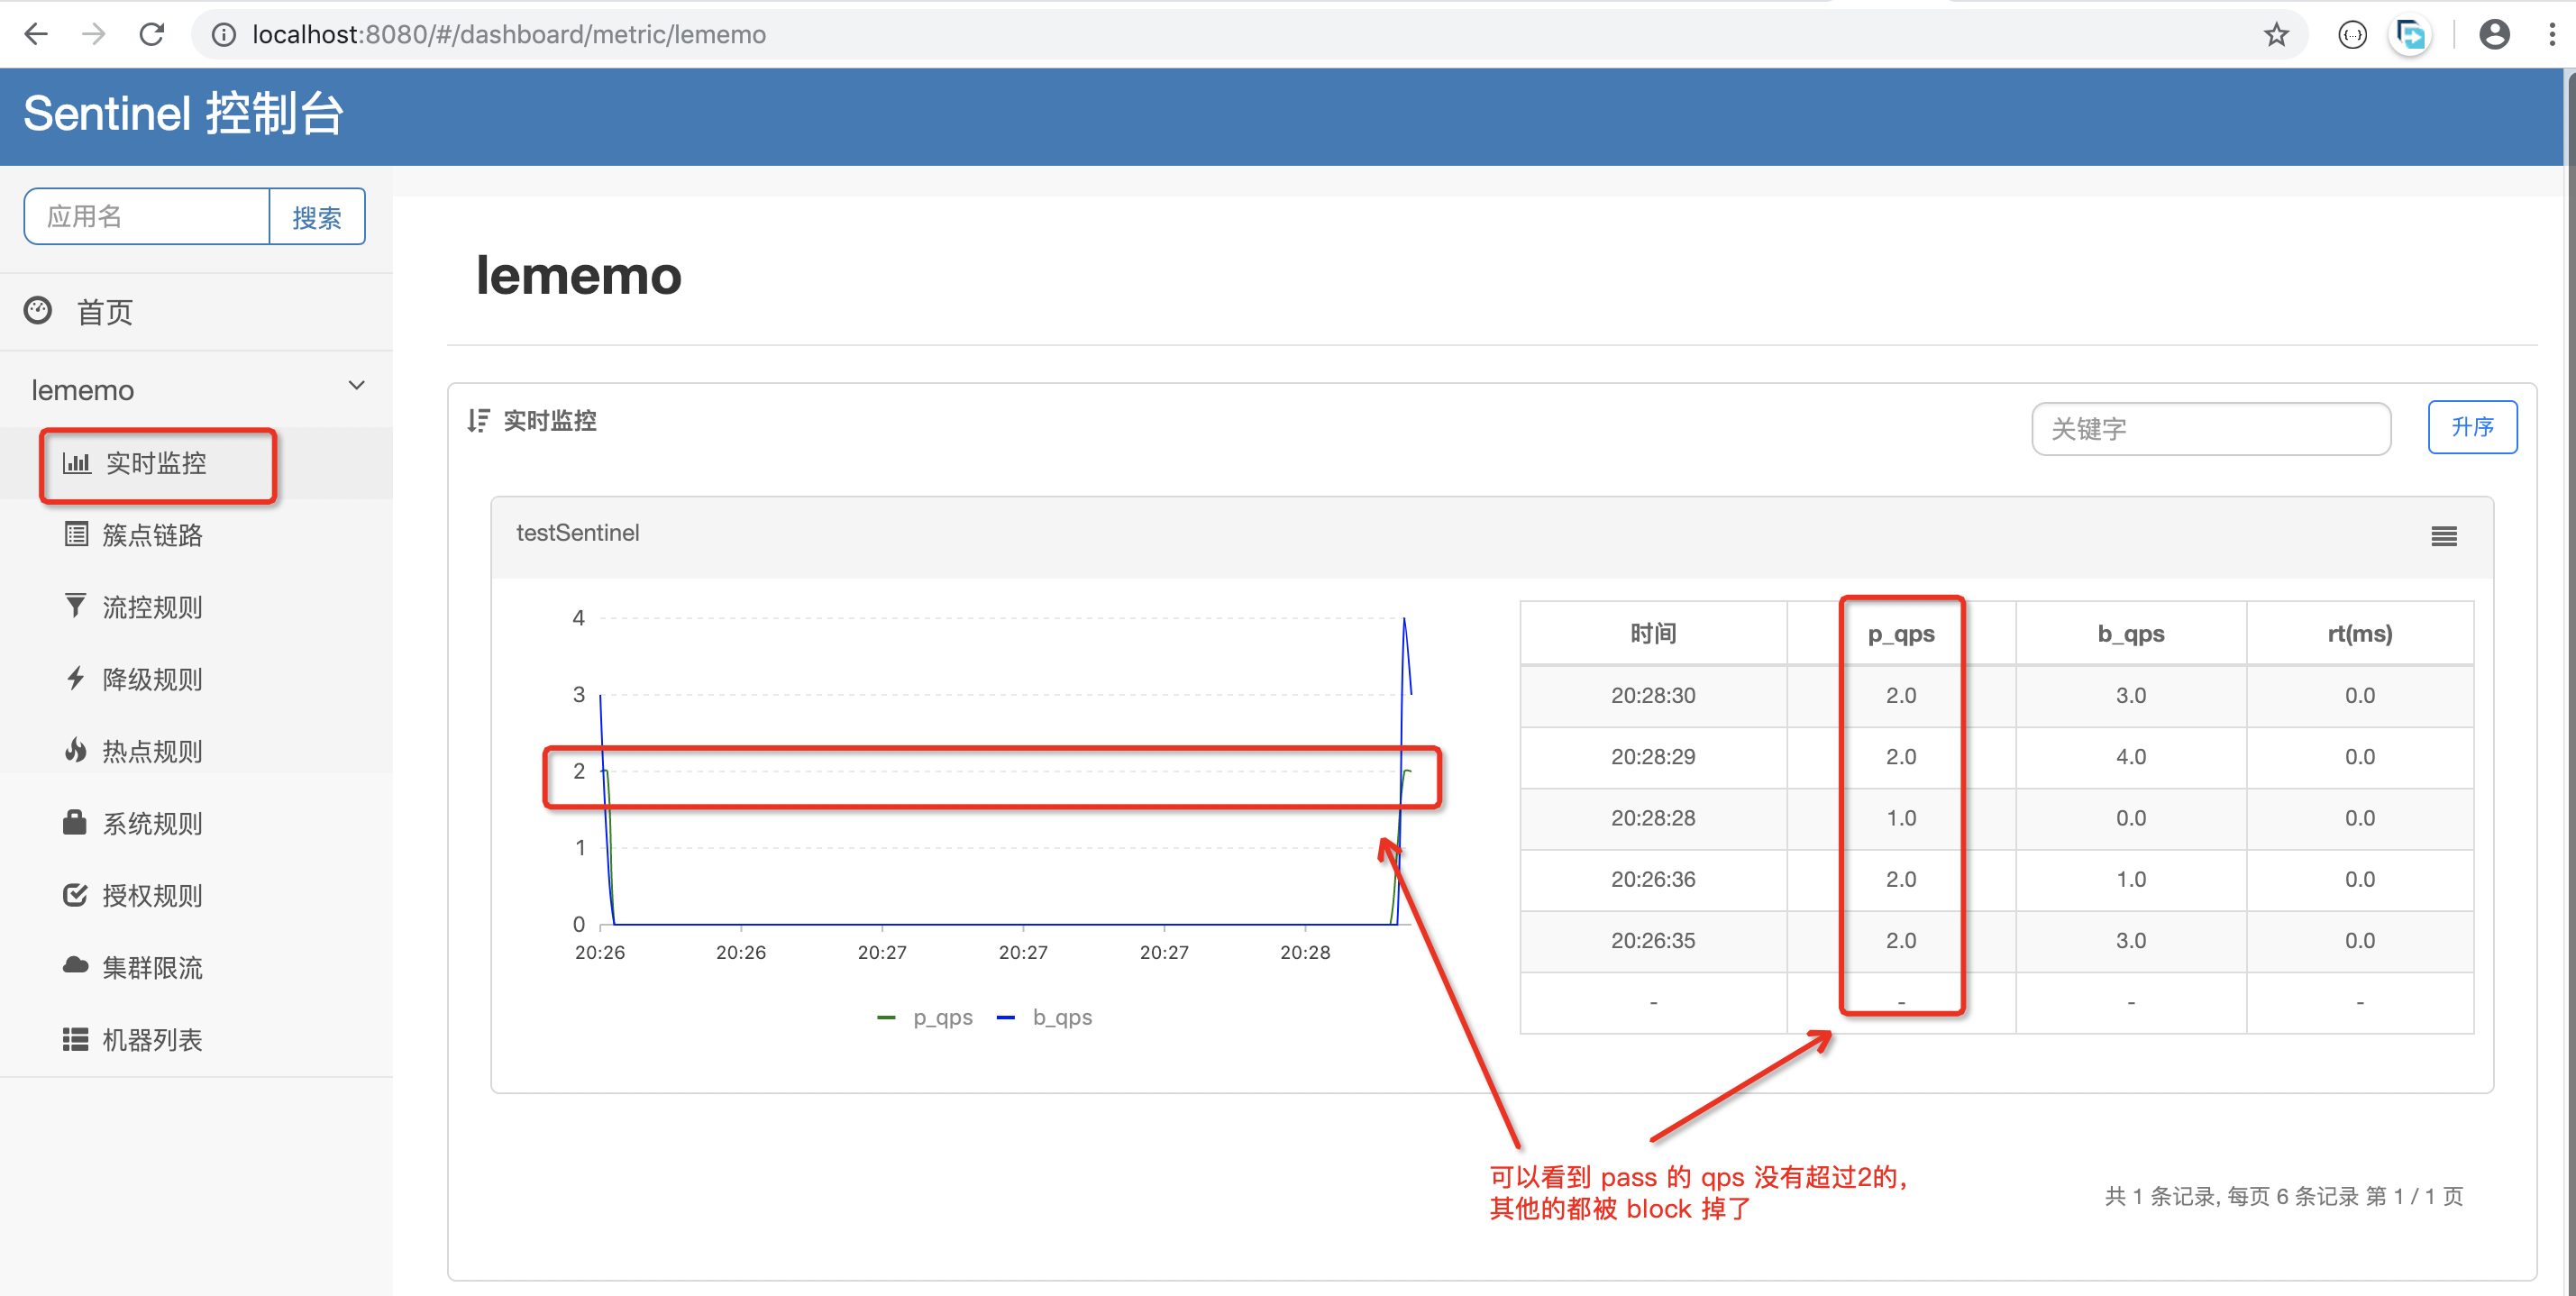 localhost:8080/#/dashboard/metric/lememo
Sentinel 控制台
应用名 搜索
首页
lememo
实时监控
簇点链路
流控规则
降级规则
热点规则
系统规则
授权规则
集群限流
机器列表
lememo
实时监控 关键字 升序
testSentinel
4
3
2
1
0
20:26 20:26 20:27 20:27 20:27 20:28
p_qps b_qps
时间 p_qps b_qps rt(ms)
20:28:30 2.0 3.0 0.0
20:28:29 2.0 4.0 0.0
20:28:28 1.0 0.0 0.0
20:26:36 2.0 1.0 0.0
20:26:35 2.0 3.0 0.0
- - - -
可以看到 pass 的 qps 没有超过2的,
其他的都被 block 掉了
共 1 条记录, 每页 6 条记录 第 1 / 1 页